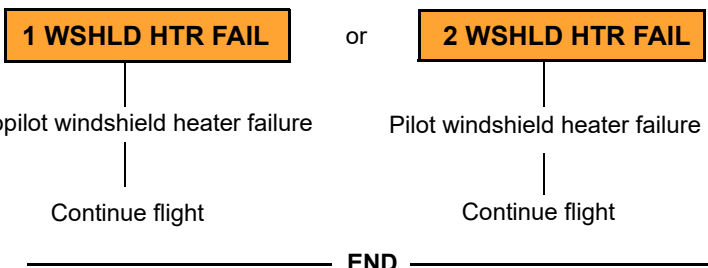 1 WSHLD HTR FAIL or 2 WSHLD HTR FAIL
opilot windshield heater failure Pilot windshield heater failure
Continue flight Continue flight
END